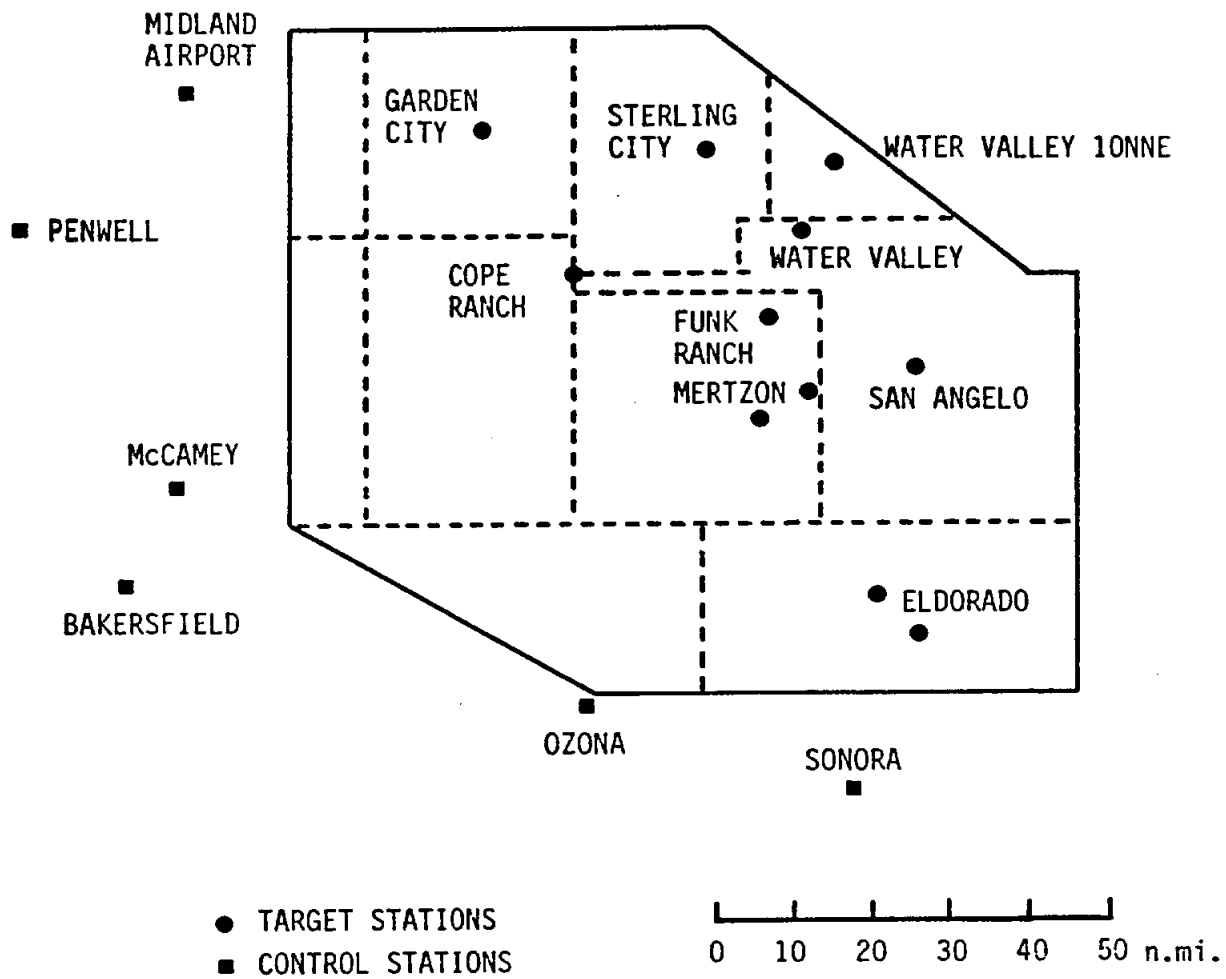 MIDLAND
AIRPORT
GARDEN
CITY
STERLING
CITY
WATER VALLEY 10NNE
PENWELL
WATER VALLEY
COPE
RANCH
FUNK
RANCH
MERTZON
SAN ANGELO
McCAMEY
BAKERSFIELD
ELDORADO
OZONA
SONORA
TARGET STATIONS
CONTROL STATIONS
0 10 20 30 40 50 n.mi.